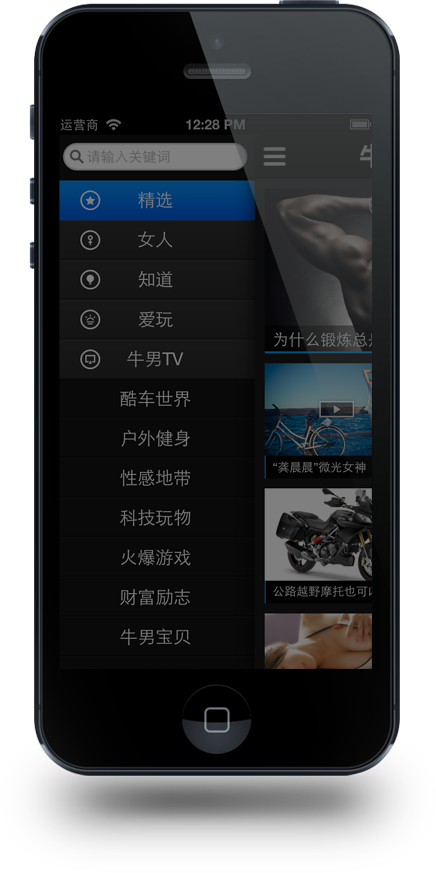 运营商 12:28 PM
请输入关键词
精选
女人
知道
爱玩
牛男TV
酷车世界
户外健身
性感地带
科技玩物
火爆游戏
财富励志
牛男宝贝
为什么锻炼总
“龚晨晨”微光女神
公路越野摩托也可